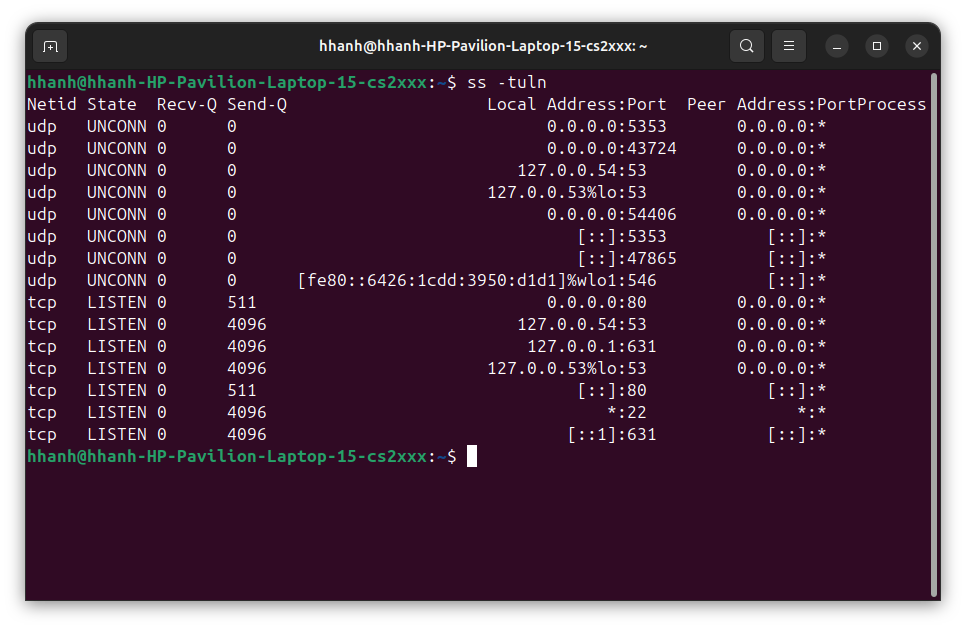 hhanh@hhanh-HP-Pavilion-Laptop-15-cs2xxx: ~
hhanh@hhanh-HP-Pavilion-Laptop-15-cs2xxx:~$ ss -tuln
Netid State Recv-Q Send-Q Local Address:Port Peer Address:PortProcess
udp UNCONN 0 0 0.0.0.0:5353 0.0.0.0:*
udp UNCONN 0 0 0.0.0.0:43724 0.0.0.0:*
udp UNCONN 0 0 127.0.0.54:53 0.0.0.0:*
udp UNCONN 0 0 127.0.0.53%lo:53 0.0.0.0:*
udp UNCONN 0 0 0.0.0.0:54406 0.0.0.0:*
udp UNCONN 0 0 [::]:5353 [::]:*
udp UNCONN 0 0 [::]:47865 [::]:*
udp UNCONN 0 0 [fe80::6426:1cdd:3950:d1d1]%wlo1:546 [::]:*
tcp LISTEN 0 511 0.0.0.0:80 0.0.0.0:*
tcp LISTEN 0 4096 127.0.0.54:53 0.0.0.0:*
tcp LISTEN 0 4096 127.0.0.1:631 0.0.0.0:*
tcp LISTEN 0 4096 127.0.0.53%lo:53 0.0.0.0:*
tcp LISTEN 0 511 [::]:80 [::]:*
tcp LISTEN 0 4096 *:22 *:*
tcp LISTEN 0 4096 [::1]:631 [::]:*
hhanh@hhanh-HP-Pavilion-Laptop-15-cs2xxx:~$